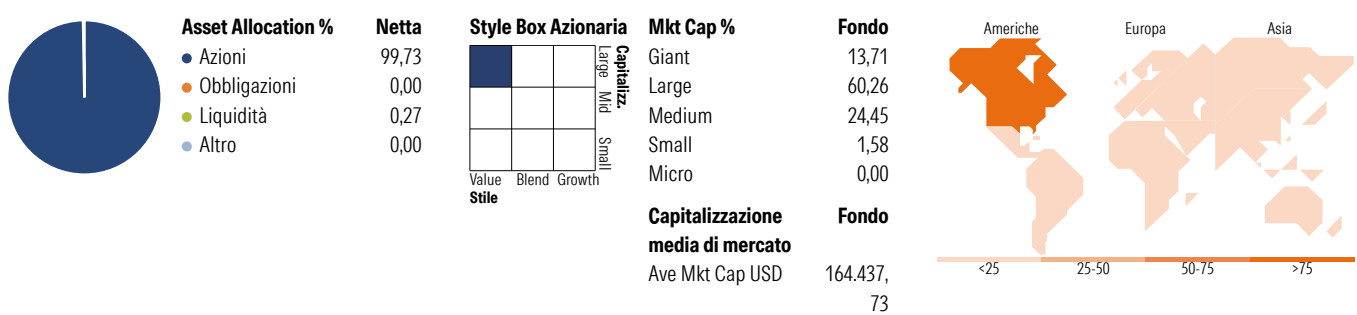 Asset Allocation % Netta
Azioni 99,73
Obbligazioni 0,00
Liquidità 0,27
Altro 0,00
Style Box Azionaria
Large Mid Small
Capitalizz.
Value Blend Growth
Stile
Mkt Cap % Fondo
Giant 13,71
Large 60,26
Medium 24,45
Small 1,58
Micro 0,00
Capitalizzazione Fondo
media di mercato
Ave Mkt Cap USD 164.437,
73
Americhe Europa Asia
<25 25-50 50-75 >75